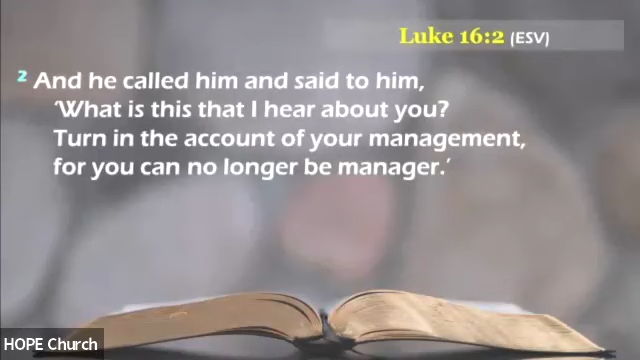 Luke 16:2 (ESV)
2 And he called him and said to him,
‘What is this that I hear about you?
Turn in the account of your management,
for you can no longer be manager.’
HOPE Church